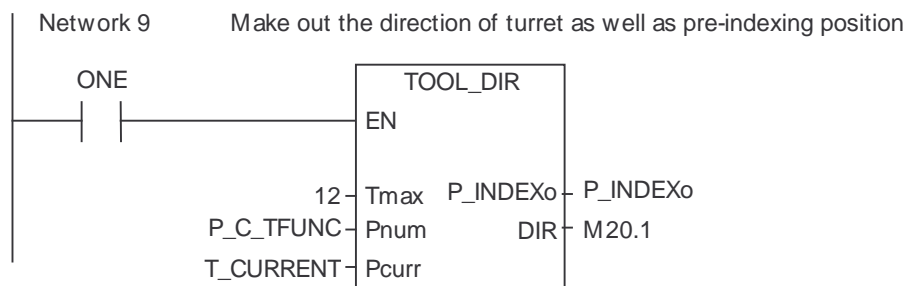 Network 9 Make out the direction of turret as well as pre-indexing position
ONE
TOOL_DIR
EN
12 Tmax P_INDEXo P_INDEXo
P_C_TFUNC Pnum DIR M20.1
T_CURRENT Pcurr